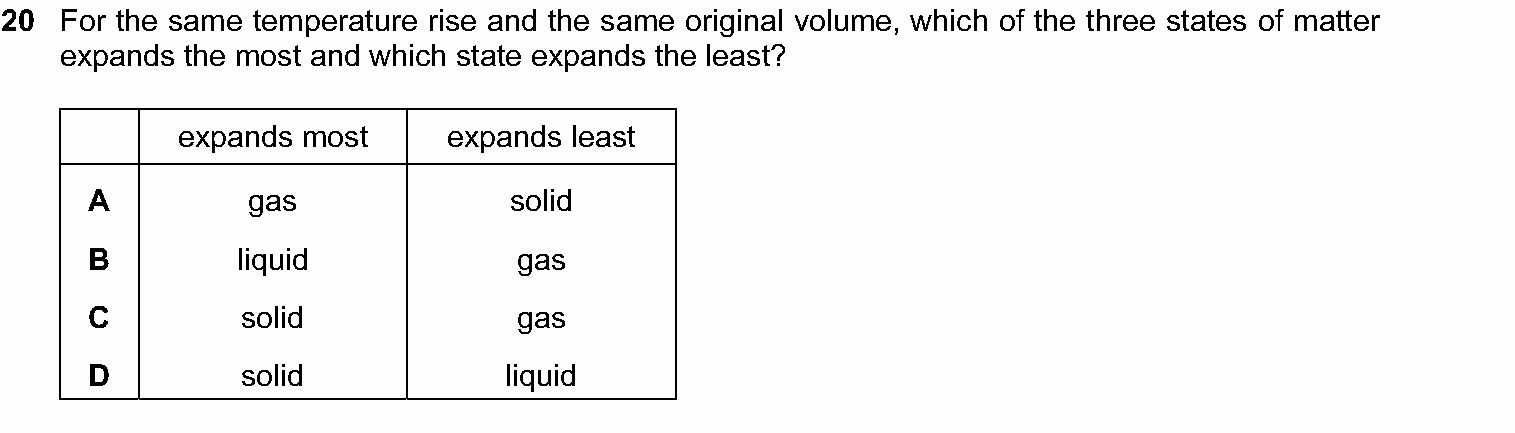 20 For the same temperature rise and the same original volume, which of the three states of matter
expands the most and which state expands the least?
expands most expands least
A gas solid
B liquid gas
C solid gas
D solid liquid